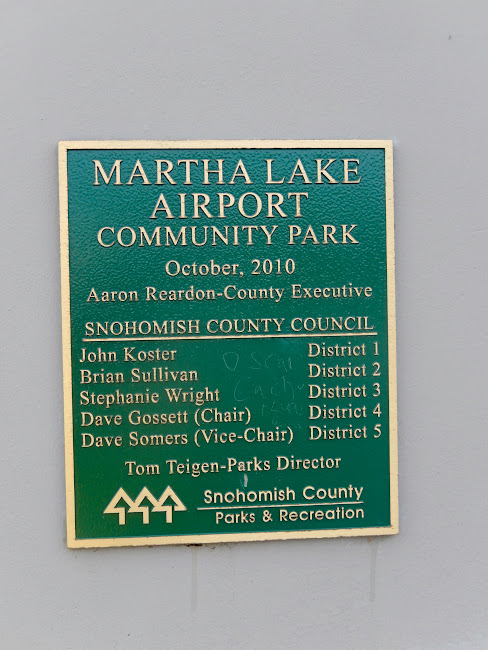 MARTHA LAKE
AIRPORT
COMMUNITY PARK
October, 2010
Aaron Reardon-County Executive
SNOHOMISH COUNTY COUNCIL
John Koster District 1
Brian Sullivan District 2
Stephanie Wright District 3
Dave Gossett (Chair) District 4
Dave Somers (Vice-Chair) District 5
Tom Teigen-Parks Director
Snohomish County
Parks & Recreation